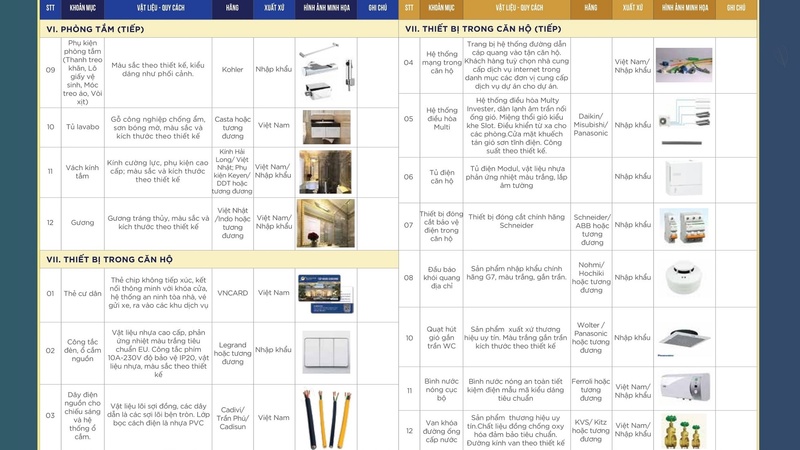 STT KHOẢN MỤC VẬT LIỆU - QUY CÁCH HÃNG XUẤT XỨ HÌNH ẢNH MINH HỌA GHI CHÚ
VI. PHÒNG TẮM (TIẾP)
09
Phụ kiện
phòng tắm
(Thanh treo
khăn, Lô
giấy vệ
sinh, Móc
treo áo, Vòi
xịt)
Màu sắc theo thiết kế, kiểu
dáng như phối cảnh.
Kohler
Nhập khẩu
10
Tủ lavabo
Gỗ công nghiệp chống ẩm,
sơn bóng mờ, màu sắc và
kích thước theo thiết kế
Casta hoặc
tương
đương
Việt Nam
11
Vách kính
tắm
Kính cường lực, phụ kiện cao
cấp; màu sắc và kích thước
theo thiết kế
Kính Hải
Long/ Việt
Nhật; Phụ
kiện Keyen/
DDT hoặc
tương đương
Việt Nam/
Nhập khẩu
12
Gương
Gương tráng thủy, màu sắc và
kích thước theo thiết kế
Việt Nhật
/Indo hoặc
tương
đương
Việt Nam/
Nhập khẩu
VII. THIẾT BỊ TRONG CĂN HỘ
01
Thẻ cư dân
Thẻ chip không tiếp xúc, kết
nối thông minh với khóa cửa,
hệ thống an ninh tòa nhà, vé
gửi xe, ra vào các khu dịch vụ
VNCARD
Việt Nam
02
Công tắc
đèn, ổ cắm
nguồn
Vật liệu nhựa cao cấp, phản
ứng nhiệt màu trắng tiêu
chuẩn EU. Công tắc phím
10A-230V độ bảo vệ IP20, vật
liệu nhựa, màu sắc theo thiết
kế
Legrand
hoặc tương
đương
Nhập khẩu
03
Dây điện
nguồn cho
chiếu sáng
và hệ
thống ổ
cắm.
Vật liệu lõi sợi đồng, các dây
dẫn là các sợi lõi bện tròn. Lớp
bọc cách điện là nhựa PVC
Cadivi/
Trần Phú/
Cadisun
Việt Nam
STT KHOẢN MỤC VẬT LIỆU - QUY CÁCH HÃNG XUẤT XỨ HÌNH ẢNH MINH HỌA GHI CHÚ
VII. THIẾT BỊ TRONG CĂN HỘ (TIẾP)
04
Hệ thống
mạng trong
căn hộ
Trang bị hệ thống đường dẫn
cáp quang vào tận căn hộ.
Khách hàng tuỳ chọn nhà cung
cấp dịch vụ internet trong
danh mục các đơn vị cung cấp
dịch vụ dự án cho dự án.
Việt Nam/
Nhập khẩu
05
Hệ thống
điều hòa
Multi
Hệ thống điều hòa Multy
Invester, dàn lạnh âm trần nối
ống gió. Miệng thổi gió kiểu
khe Slot. Điều khiển từ xa cho
các phòng.Cửa mặt khuếch
tán gió sơn tĩnh điện. Công
suất theo thiết kế.
Daikin/
Misubishi/
Panasonic
Nhập khẩu
06
Tủ điện
căn hộ
Tủ điện Modul, vật liệu nhựa
phản ứng nhiệt màu trắng, lắp
âm tường
Nhập khẩu
07
Thiết bị đóng
cắt bảo vệ
điện trong
căn hộ
Thiết bị đóng cắt chính hãng
Schneider
Schneider/
ABB hoặc
tương
đương
Nhập khẩu
08
Đầu báo
khói quang
địa chỉ
Sản phẩm nhập khẩu chính
hãng G7, màu trắng, gắn trần.
Nohmi/
Hochiki
hoặc tương
đương
Nhập khẩu
10
Quạt hút
gió gắn
trần WC
Sản phẩm xuất xứ thương
hiệu uy tín. Màu trắng gắn trần
kích thước theo thiết kế
Wolter /
Panasonic
hoặc tương
đương
Nhập khẩu
Panasonic
11
Bình nước
nóng cục
bộ
Bình nước nóng an toàn tiết
kiệm điện mẫu mã kiểu dáng
tiêu chuẩn
Ferroli hoặc
tương
đương
Việt Nam/
Nhập khẩu
12
Van khóa
đường ống
cấp nước
Sản phẩm thương hiệu uy
tín.Chất liệu đồng chống oxy
hóa đảm bảo tiêu chuẩn.
Đường kính van theo thiết kế
KVS/ Kitz
hoặc tương
đương
Việt Nam/
Nhập khẩu